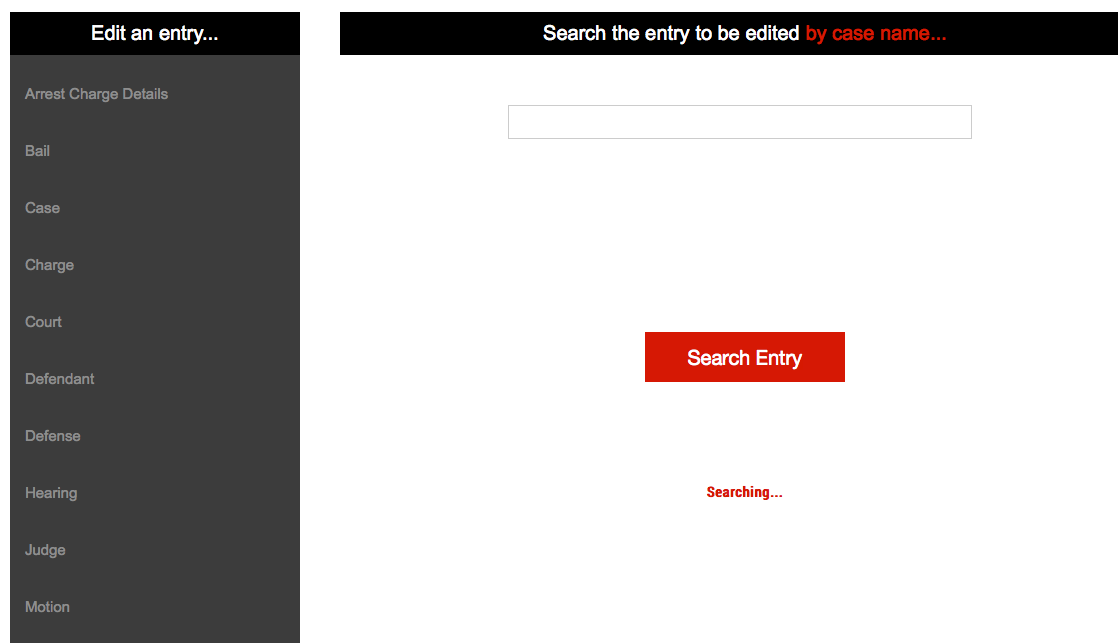 Edit an entry...
Arrest Charge Details
Bail
Case
Charge
Court
Defendant
Defense
Hearing
Judge
Motion
Search the entry to be edited by case name...
Search Entry
Searching...